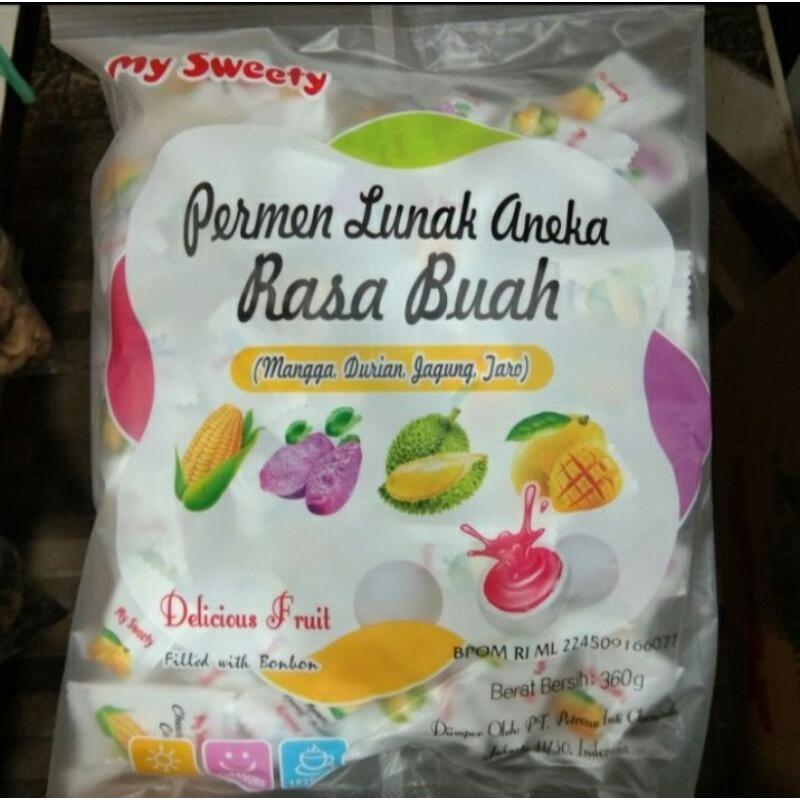 My Sweety
Permen Lunak Aneka
Rasa Buah
(Mangga, Durian, Jagung, Taro)
Delicious Fruit
Filled with Bonbon
My Sweety
BPOM RI ML 224509166077
Berat Bersih: 360g
Diimpor Oleh: PT.
Jakarta Indonesia